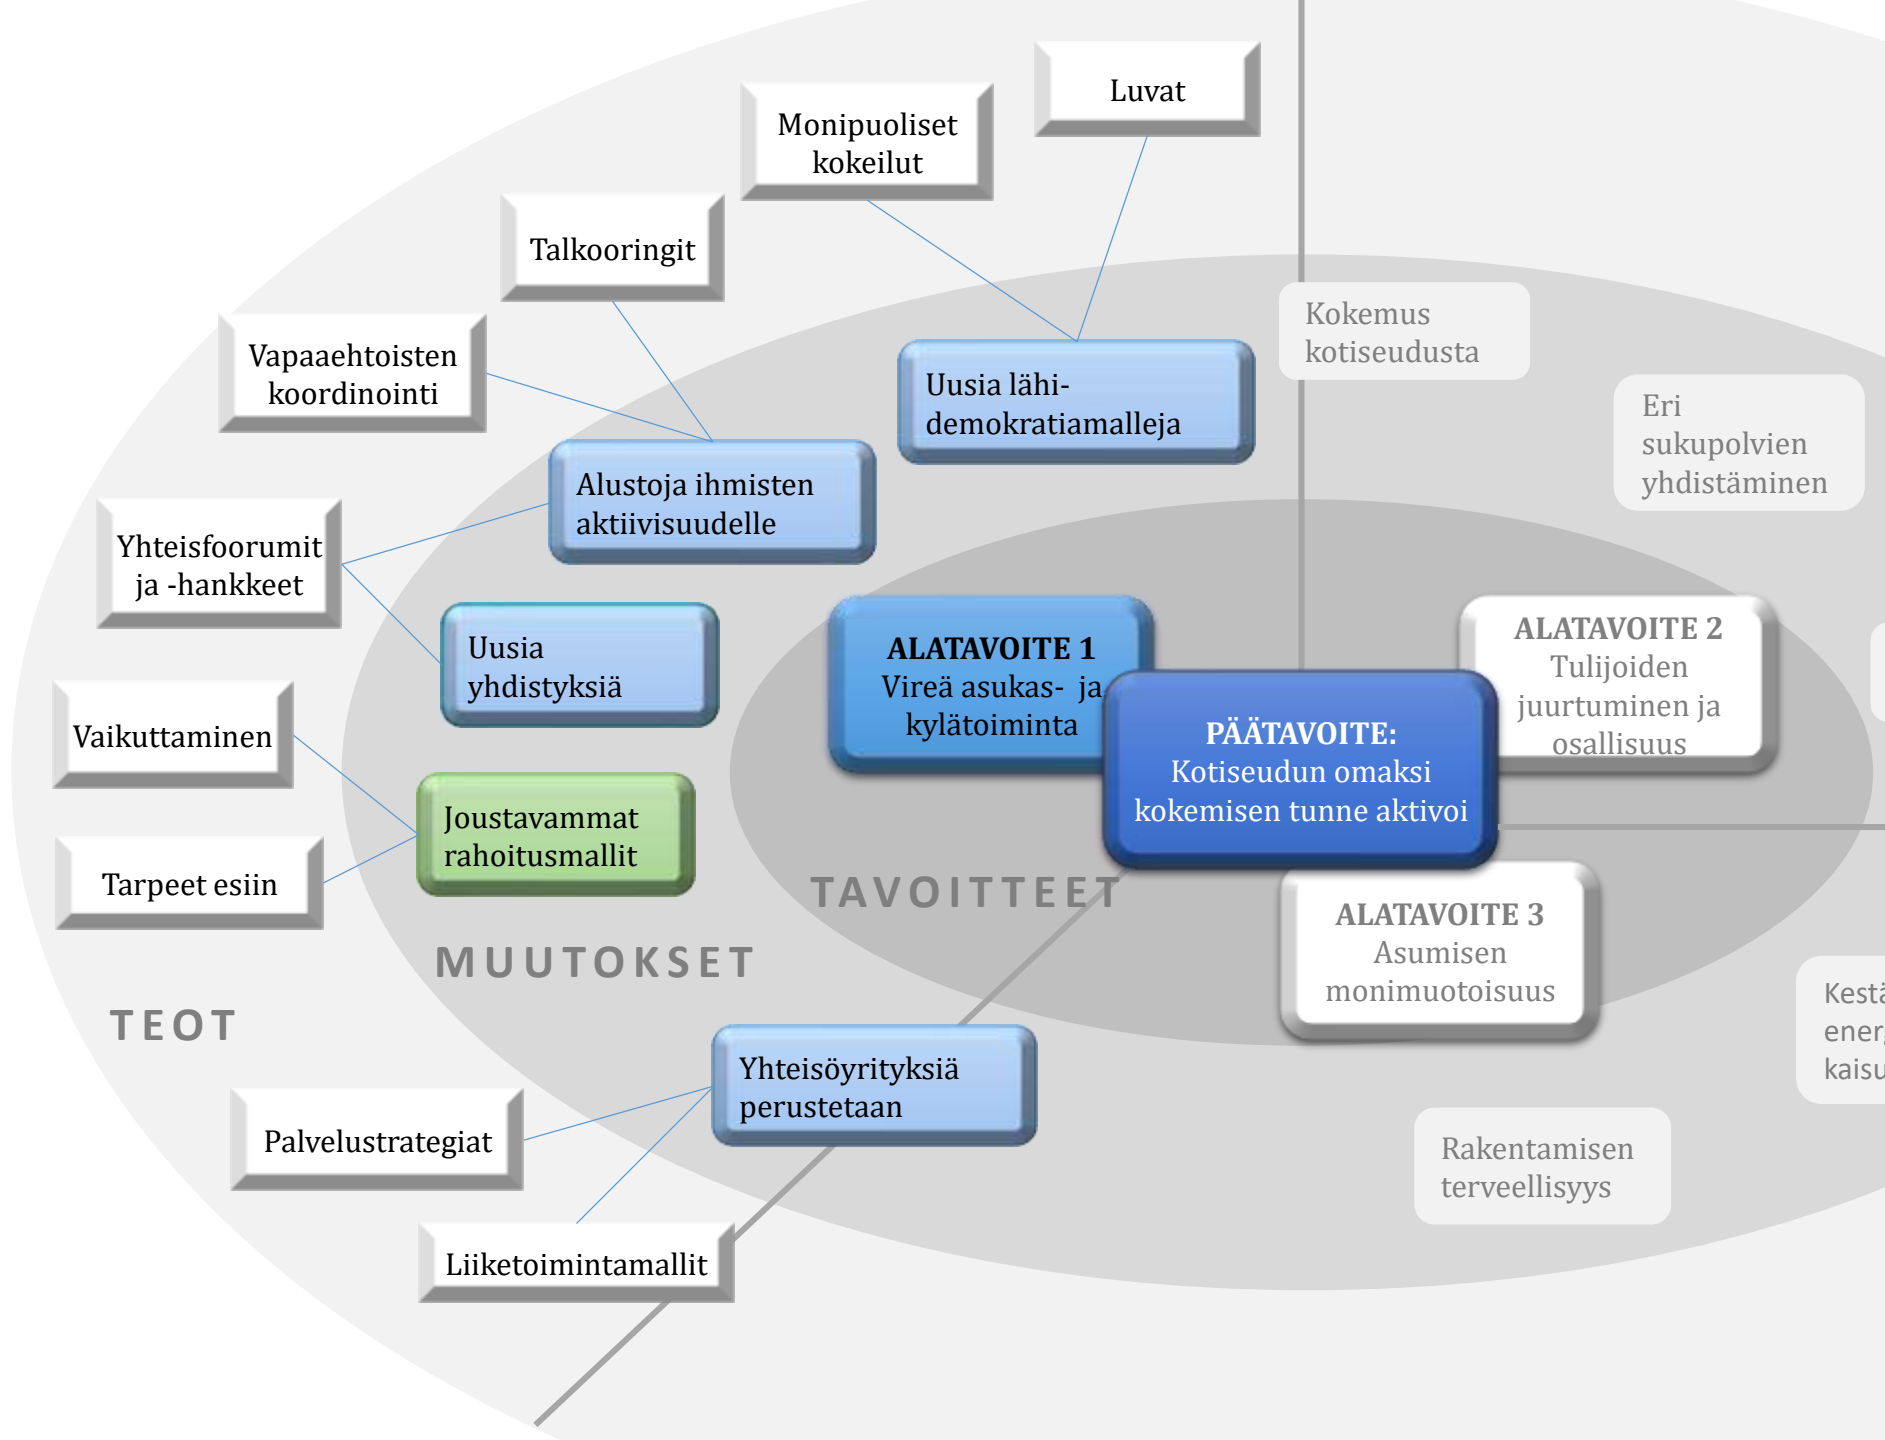 Luvat
Monipuoliset
kokeilut
Talkooringit
Vapaaehtoisten
koordinointi
Kokemus
kotiseudusta
Uusia lähi-
demokratiamalleja
Eri
sukupolvien
yhdistäminen
Alustoja ihmisten
aktiivisuudelle
Yhteisfoorumit
ja -hankkeet
Uusia
yhdistyksiä
ALATAVOITE 1
Vireä asukas- ja
kylätoiminta
ALATAVOITE 2
Tulijoiden
juurtuminen ja
osallisuus
PÄÄTAVOITE:
Kotiseudun omaksi
kokemisen tunne aktivoi
Vaikuttaminen
Joustavammat
rahoitusmallit
Tarpeet esiin
TAVOITTEET
ALATAVOITE 3
Asumisen
monimuotoisuus
MUUTOKSET
TEOT
Yhteisöyrityksiä
perustetaan
Palvelustrategiat
Rakentamisen
terveellisyys
Liiketoimintamallit